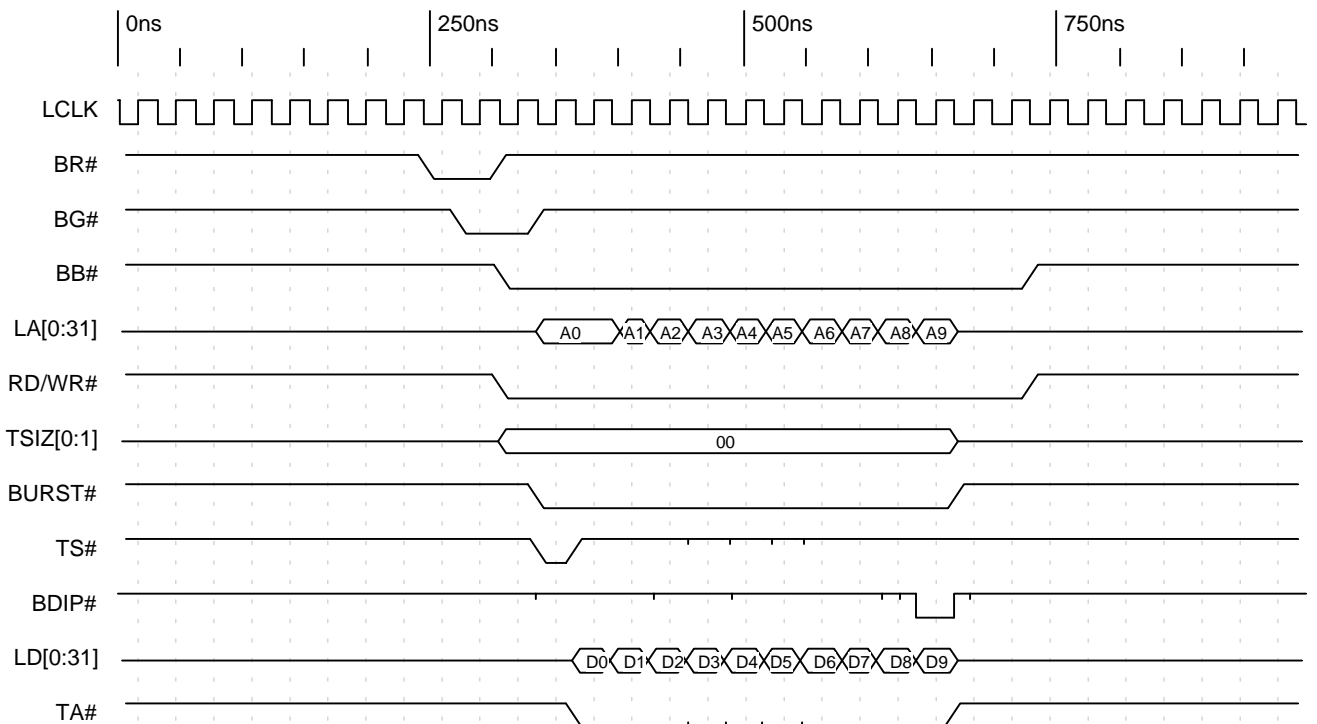 0ns 250ns 500ns 750ns
LCLK
BR#
BG#
BB#
LA[0:31] A0 A1 A2 A3 A4 A5 A6 A7 A8 A9
RD/WR#
TSIZ[0:1] 00
BURST#
TS#
BDIP#
LD[0:31] D0 D1 D2 D3 D4 D5 D6 D7 D8 D9
TA#